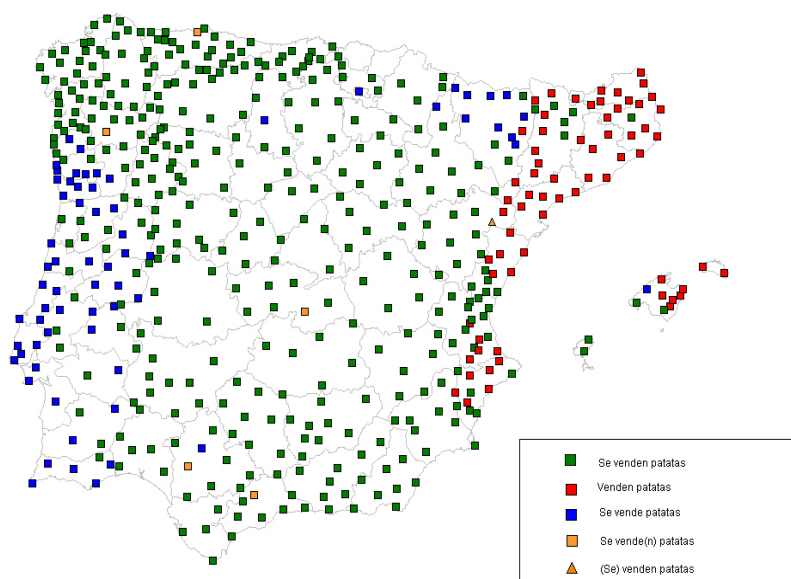 Se venden patatas
Venden patatas
Se vende patatas
Se vende(n) patatas
(Se) venden patatas